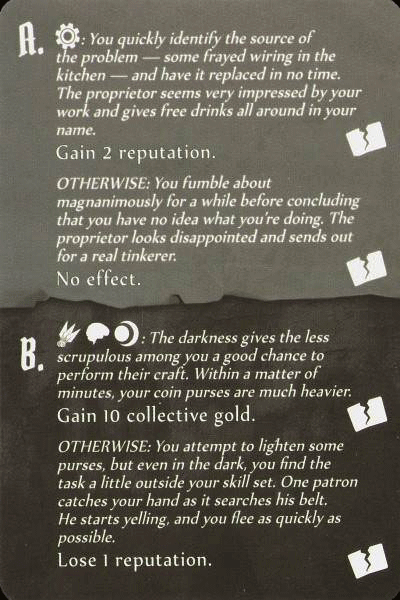 A. : You quickly identify the source of
the problem — some frayed wiring in the
kitchen — and have it replaced in no time.
The proprietor seems very impressed by your
work and gives free drinks all around in your
name.
Gain 2 reputation.
OTHERWISE: You fumble about
magnanimously for a while before concluding
that you have no idea what you're doing. The
proprietor looks disappointed and sends out
for a real tinkerer.
No effect.
B. : The darkness gives the less
scrupulous among you a good chance to
perform their craft. Within a matter of
minutes, your coin purses are much heavier.
Gain 10 collective gold.
OTHERWISE: You attempt to lighten some
purses, but even in the dark, you find the
task a little outside your skill set. One patron
catches your hand as it searches his belt.
He starts yelling, and you flee as quickly as
possible.
Lose 1 reputation.